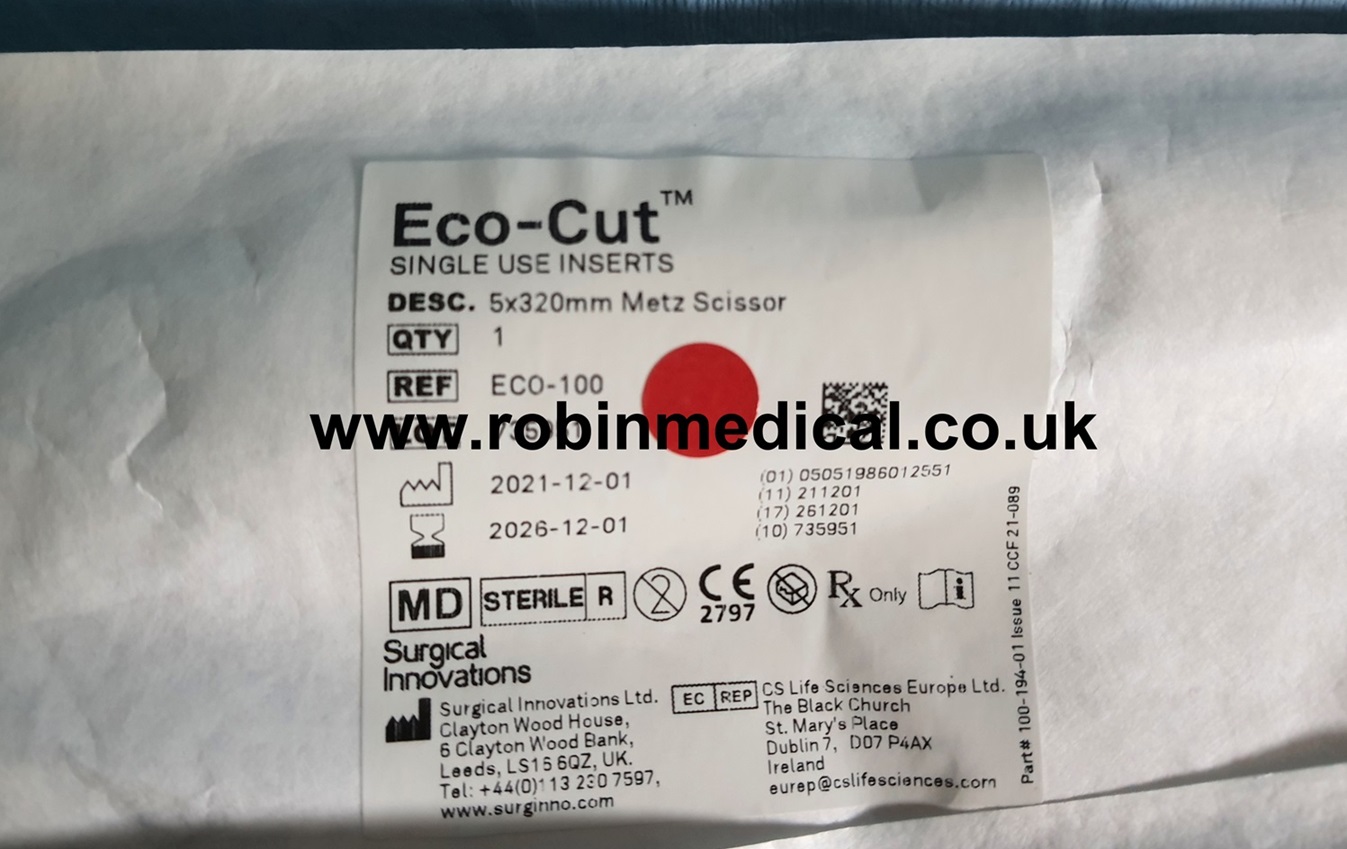 Eco-Cut™
SINGLE USE INSERTS
DESC. 5x320mm Metz Scissor
QTY 1
REF ECO-100
www.robinmedical.co.uk
2021-12-01
2026-12-01
(01) 05051986012551
(11) 211201
(17) 261201
(10) 735951
MD STERILE R 2 CE 2797 Rx Only i
Surgical
Innovations
Surgical Innovations Ltd.
Clayton Wood House,
6 Clayton Wood Bank,
Leeds, LS16 6QZ, UK.
Tel: +44(0)113 230 7597,
www.surginno.com
EC REP CS Life Sciences Europe Ltd.
The Black Church
St. Mary's Place
Dublin 7, D07 P4AX
Ireland
eurep@cslifesciences.com
Part# 100-194-01 Issue 11 CCF 21-089